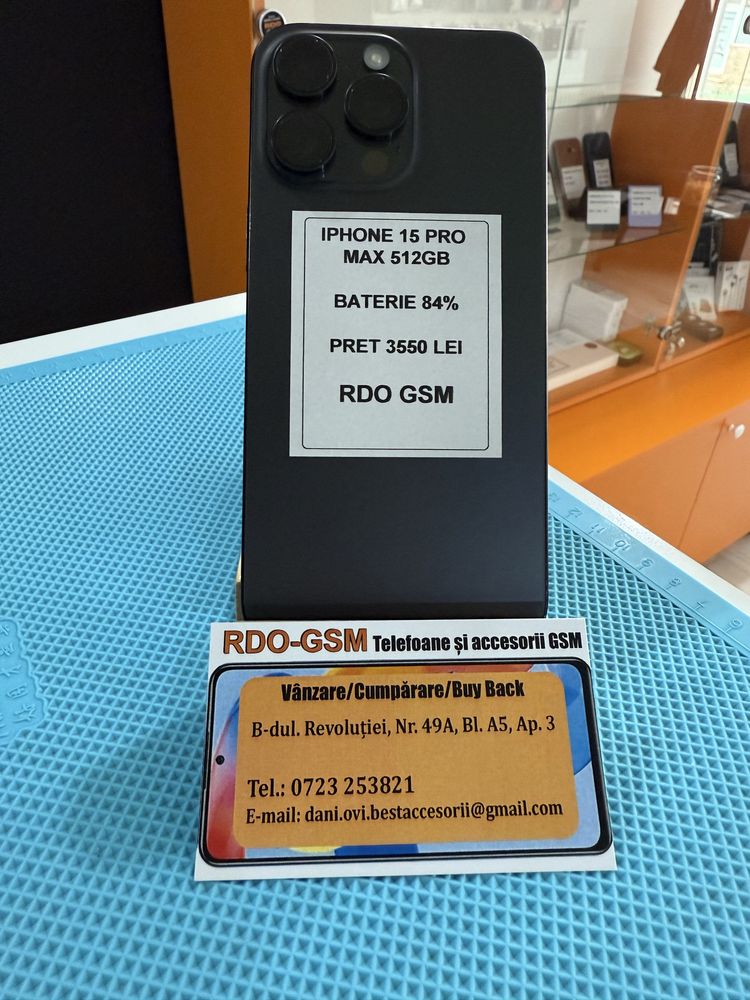 IPHONE 15 PRO
MAX 512GB
BATERIE 84%
PRET 3550 LEI
RDO GSM
RDO-GSM Telefoane și accesorii GSM
Vânzare/Cumpărare/Buy Back
B-dul. Revoluției, Nr. 49A, Bl. A5, Ap. 3
Tel.: 0723 253821
E-mail: dani.ovi.bestaccesorii@gmail.com